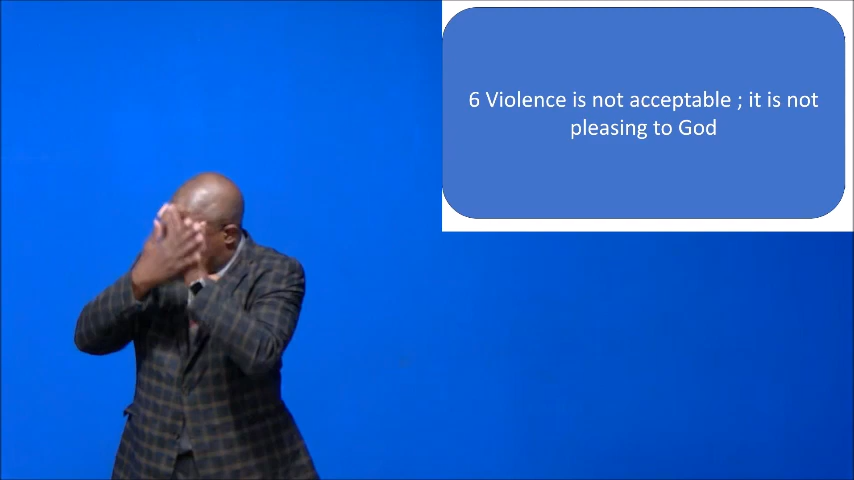 6 Violence is not acceptable ; it is not
pleasing to God